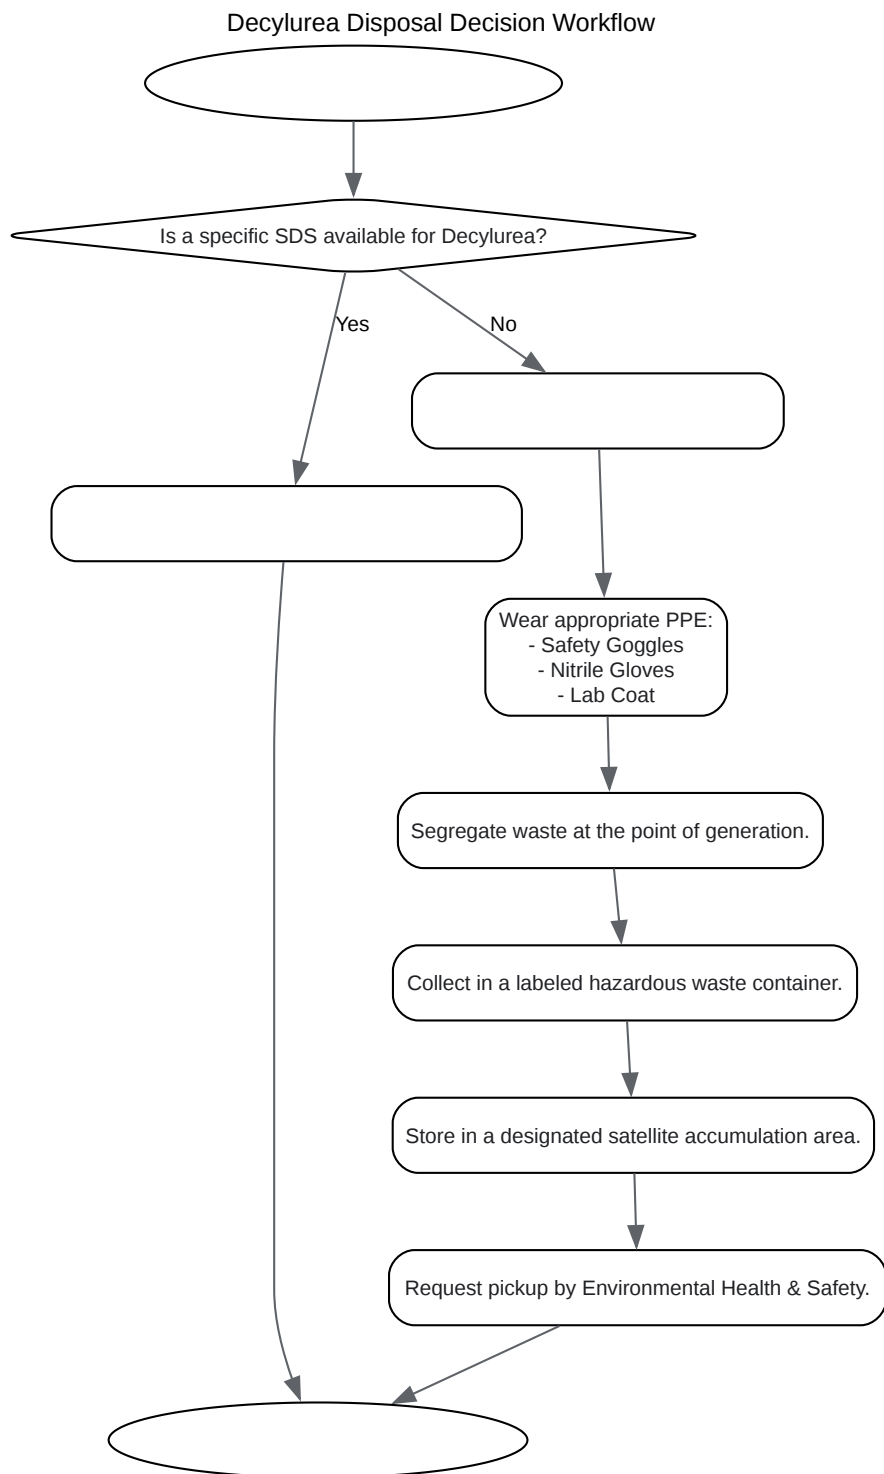 Decylurea Disposal Decision Workflow
Is a specific SDS available for Decylurea?
Yes
No
Wear appropriate PPE:
- Safety Goggles
- Nitrile Gloves
- Lab Coat
Segregate waste at the point of generation.
Collect in a labeled hazardous waste container.
Store in a designated satellite accumulation area.
Request pickup by Environmental Health & Safety.